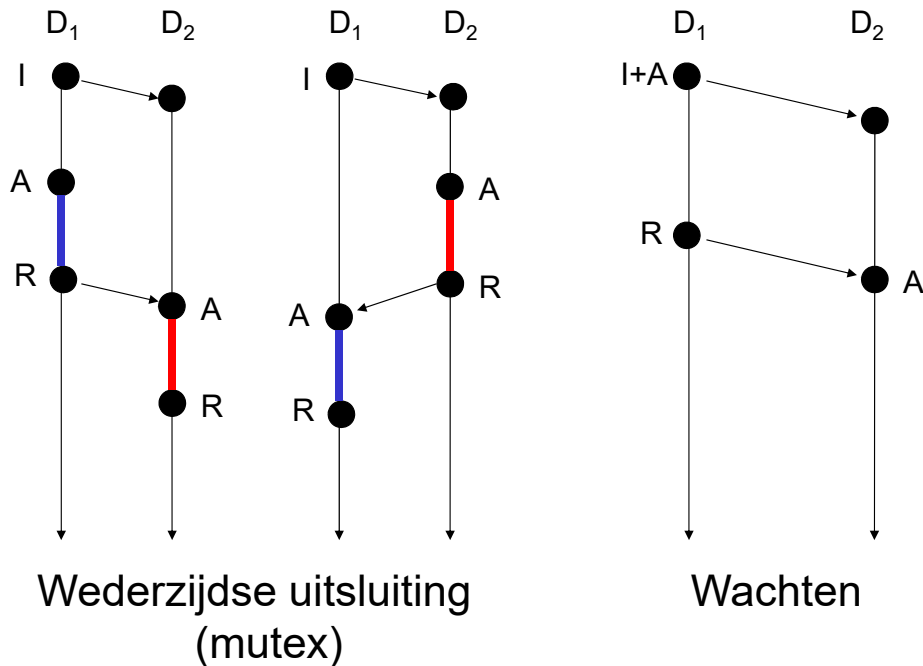 D₁ D₂ D₁ D₂ D₁ D₂
I I I+A
A A
R R R
A A A
R R
Wederzijdse uitsluiting
(mutex)
Wachten